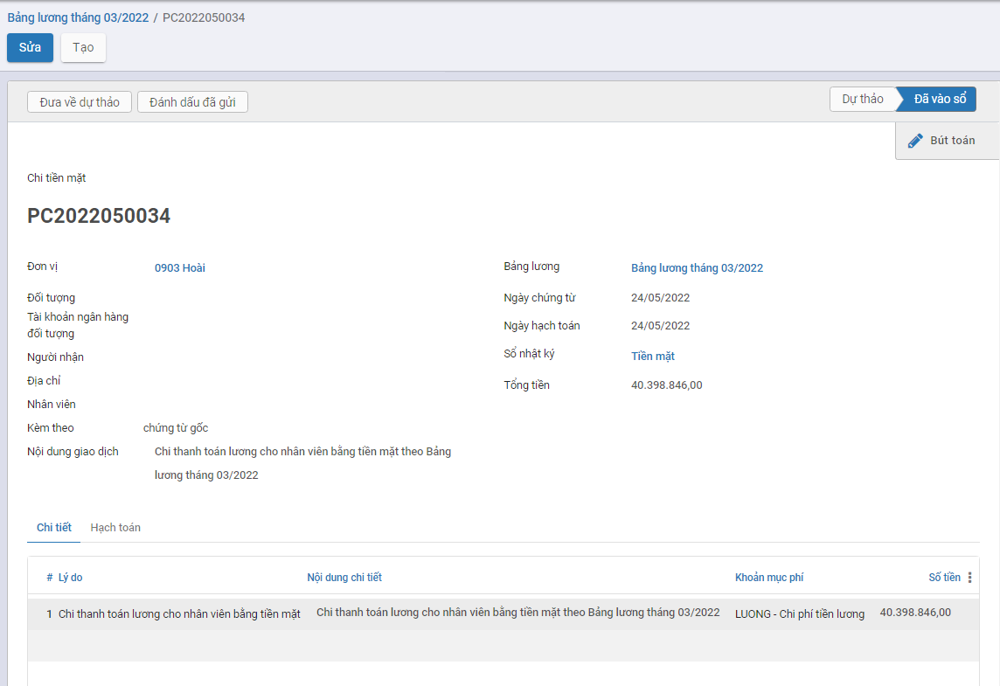 Bảng lương tháng 03/2022 / PC2022050034
Sửa Tạo
Đưa về dự thảo Đánh dấu đã gửi Dự thảo Đã vào sổ
Bút toán
Chi tiền mặt
PC2022050034
Đơn vị 0903 Hoài
Đối tượng
Tài khoản ngân hàng
đối tượng
Người nhận
Địa chỉ
Nhân viên
Kèm theo chứng từ gốc
Nội dung giao dịch Chi thanh toán lương cho nhân viên bằng tiền mặt theo Bảng
lương tháng 03/2022
Bảng lương Bảng lương tháng 03/2022
Ngày chứng từ 24/05/2022
Ngày hạch toán 24/05/2022
Sổ nhật ký Tiền mặt
Tổng tiền 40.398.846,00
Chi tiết Hạch toán
# Lý do Nội dung chi tiết Khoản mục phí Số tiền
1 Chi thanh toán lương cho nhân viên bằng tiền mặt Chi thanh toán lương cho nhân viên bằng tiền mặt theo Bảng lương tháng 03/2022 LUONG - Chi phí tiền lương 40.398.846,00